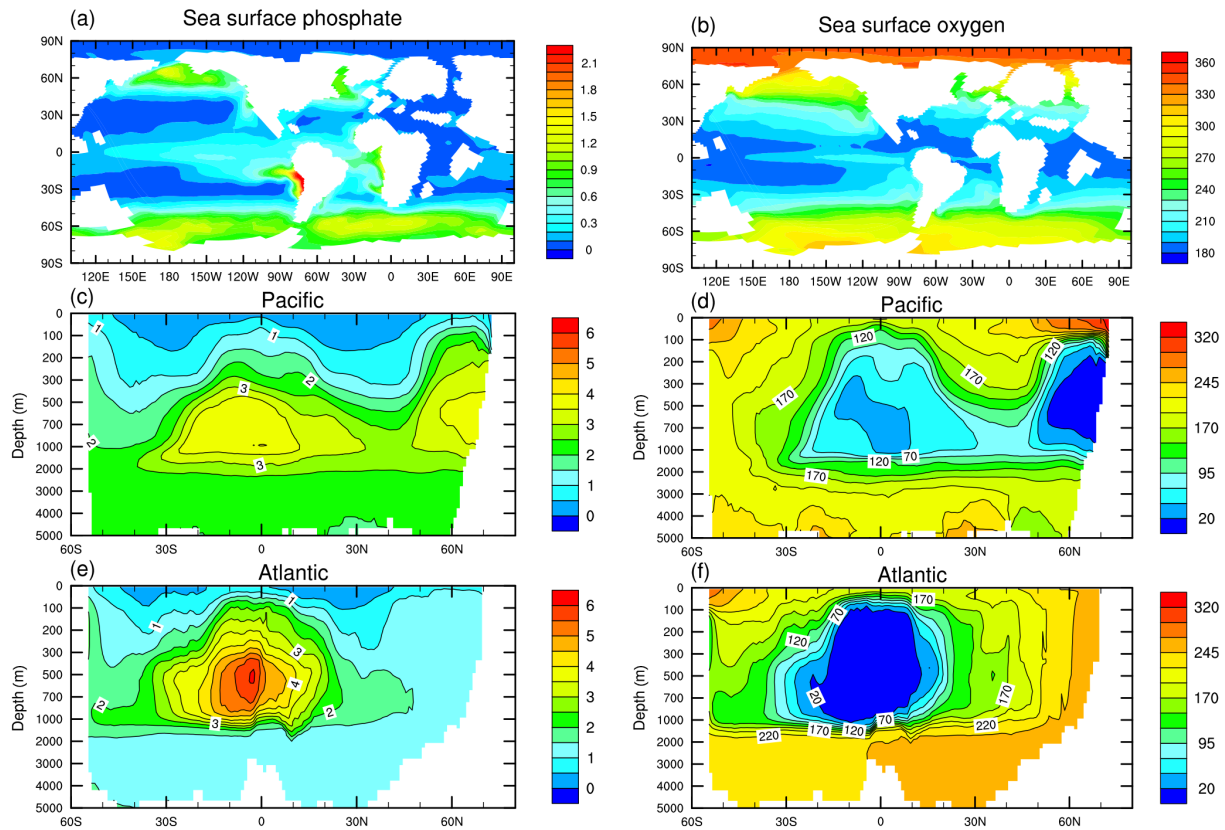 (a) Sea surface phosphate
90N
60N
30N
0
30S
60S
90S
120E 150E 180 150W 120W 90W 60W 30W 0 30E 60E 90E
2.1
1.8
1.5
1.2
0.9
0.6
0.3
0
(b) Sea surface oxygen
90N
60N
30N
0
30S
60S
90S
120E 150E 180 150W 120W 90W 60W 30W 0 30E 60E 90E
360
330
300
270
240
210
180
(c) Pacific
Depth (m)
0
100
200
300
500
700
1000
2000
3000
4000
5000
60S 30S 0 30N 60N
1 1 2 3 2 3
6
5
4
3
2
1
0
(d) Pacific
Depth (m)
0
100
200
300
500
700
1000
2000
3000
4000
5000
60S 30S 0 30N 60N
120 120 170 170 120 70 170
320
245
170
95
20
(e) Atlantic
Depth (m)
0
100
200
300
500
700
1000
2000
3000
4000
5000
60S 30S 0 30N 60N
1 1 3 4 2 2 3
6
5
4
3
2
1
0
(f) Atlantic
Depth (m)
0
100
200
300
500
700
1000
2000
3000
4000
5000
60S 30S 0 30N 60N
170 70 120 20 170 70 220 220 170 120
320
245
170
95
20